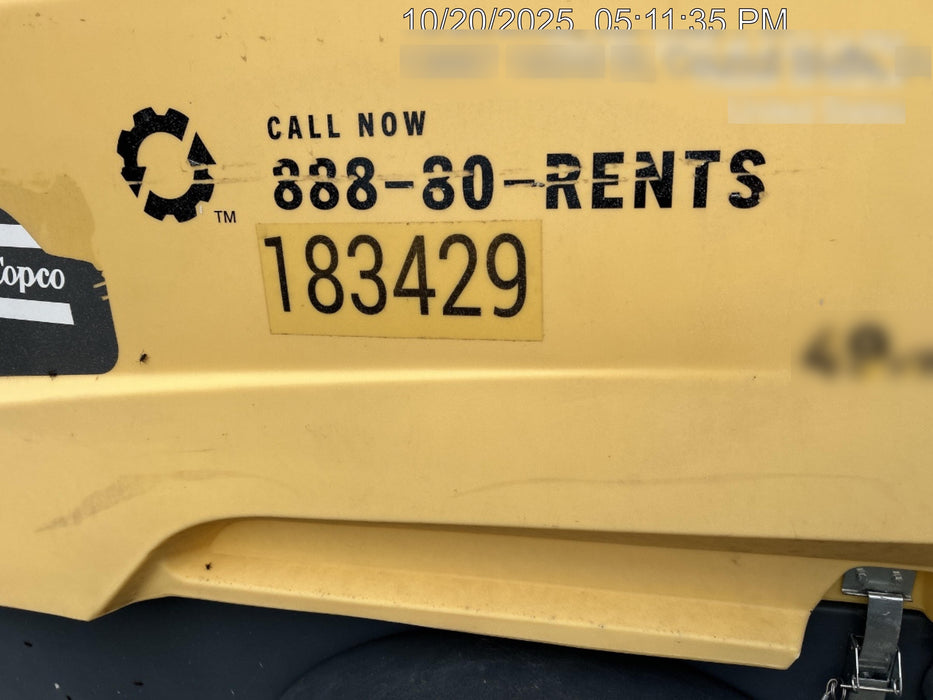 10/20/2025 05:11:35 PM
CALL NOW
888-80-RENTS
TM
183429
Copco